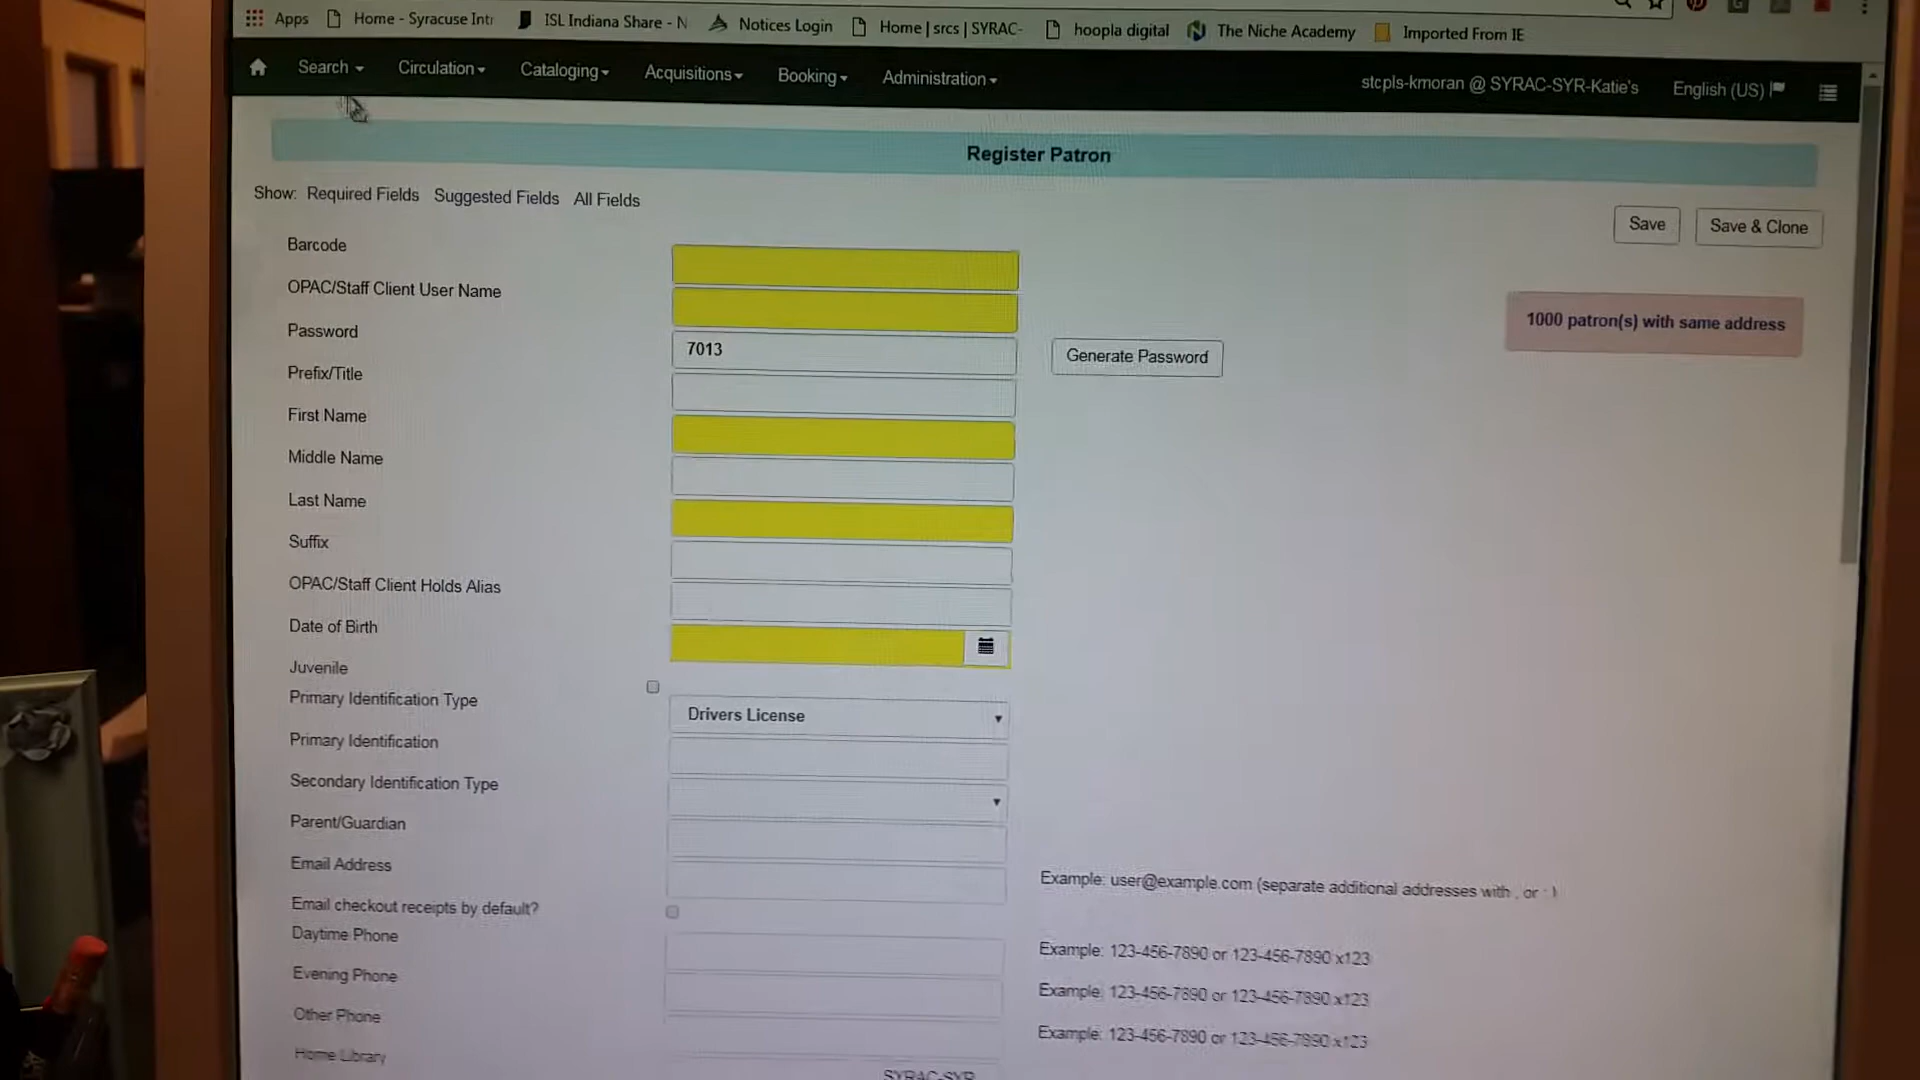 Apps Home - Syracuse Intr ISL Indiana Share - N Notices Login Home | srcs | SYRAC- hoopla digital The Niche Academy Imported From IE
Search Circulation Cataloging Acquisitions Booking Administration stcpls-kmoran @ SYRAC-SYR-Katie's English (US)
Register Patron
Show: Required Fields Suggested Fields All Fields
Save Save & Clone
Barcode
OPAC/Staff Client User Name
1000 patron(s) with same address
Password 7013 Generate Password
Prefix/Title
First Name
Middle Name
Last Name
Suffix
OPAC/Staff Client Holds Alias
Date of Birth
Juvenile
Primary Identification Type Drivers License
Primary Identification
Secondary Identification Type
Parent/Guardian
Email Address Example: user@example.com (separate additional addresses with , or
Email checkout receipts by default?
Daytime Phone Example: 123-456-7890 or 123-456-7890 x123
Evening Phone Example: 123-456-7890 or 123-456-7890 x123
Other Phone Example: 123-456-7890 or 123-456-7890 x123
Home Library SYRAC-SYR